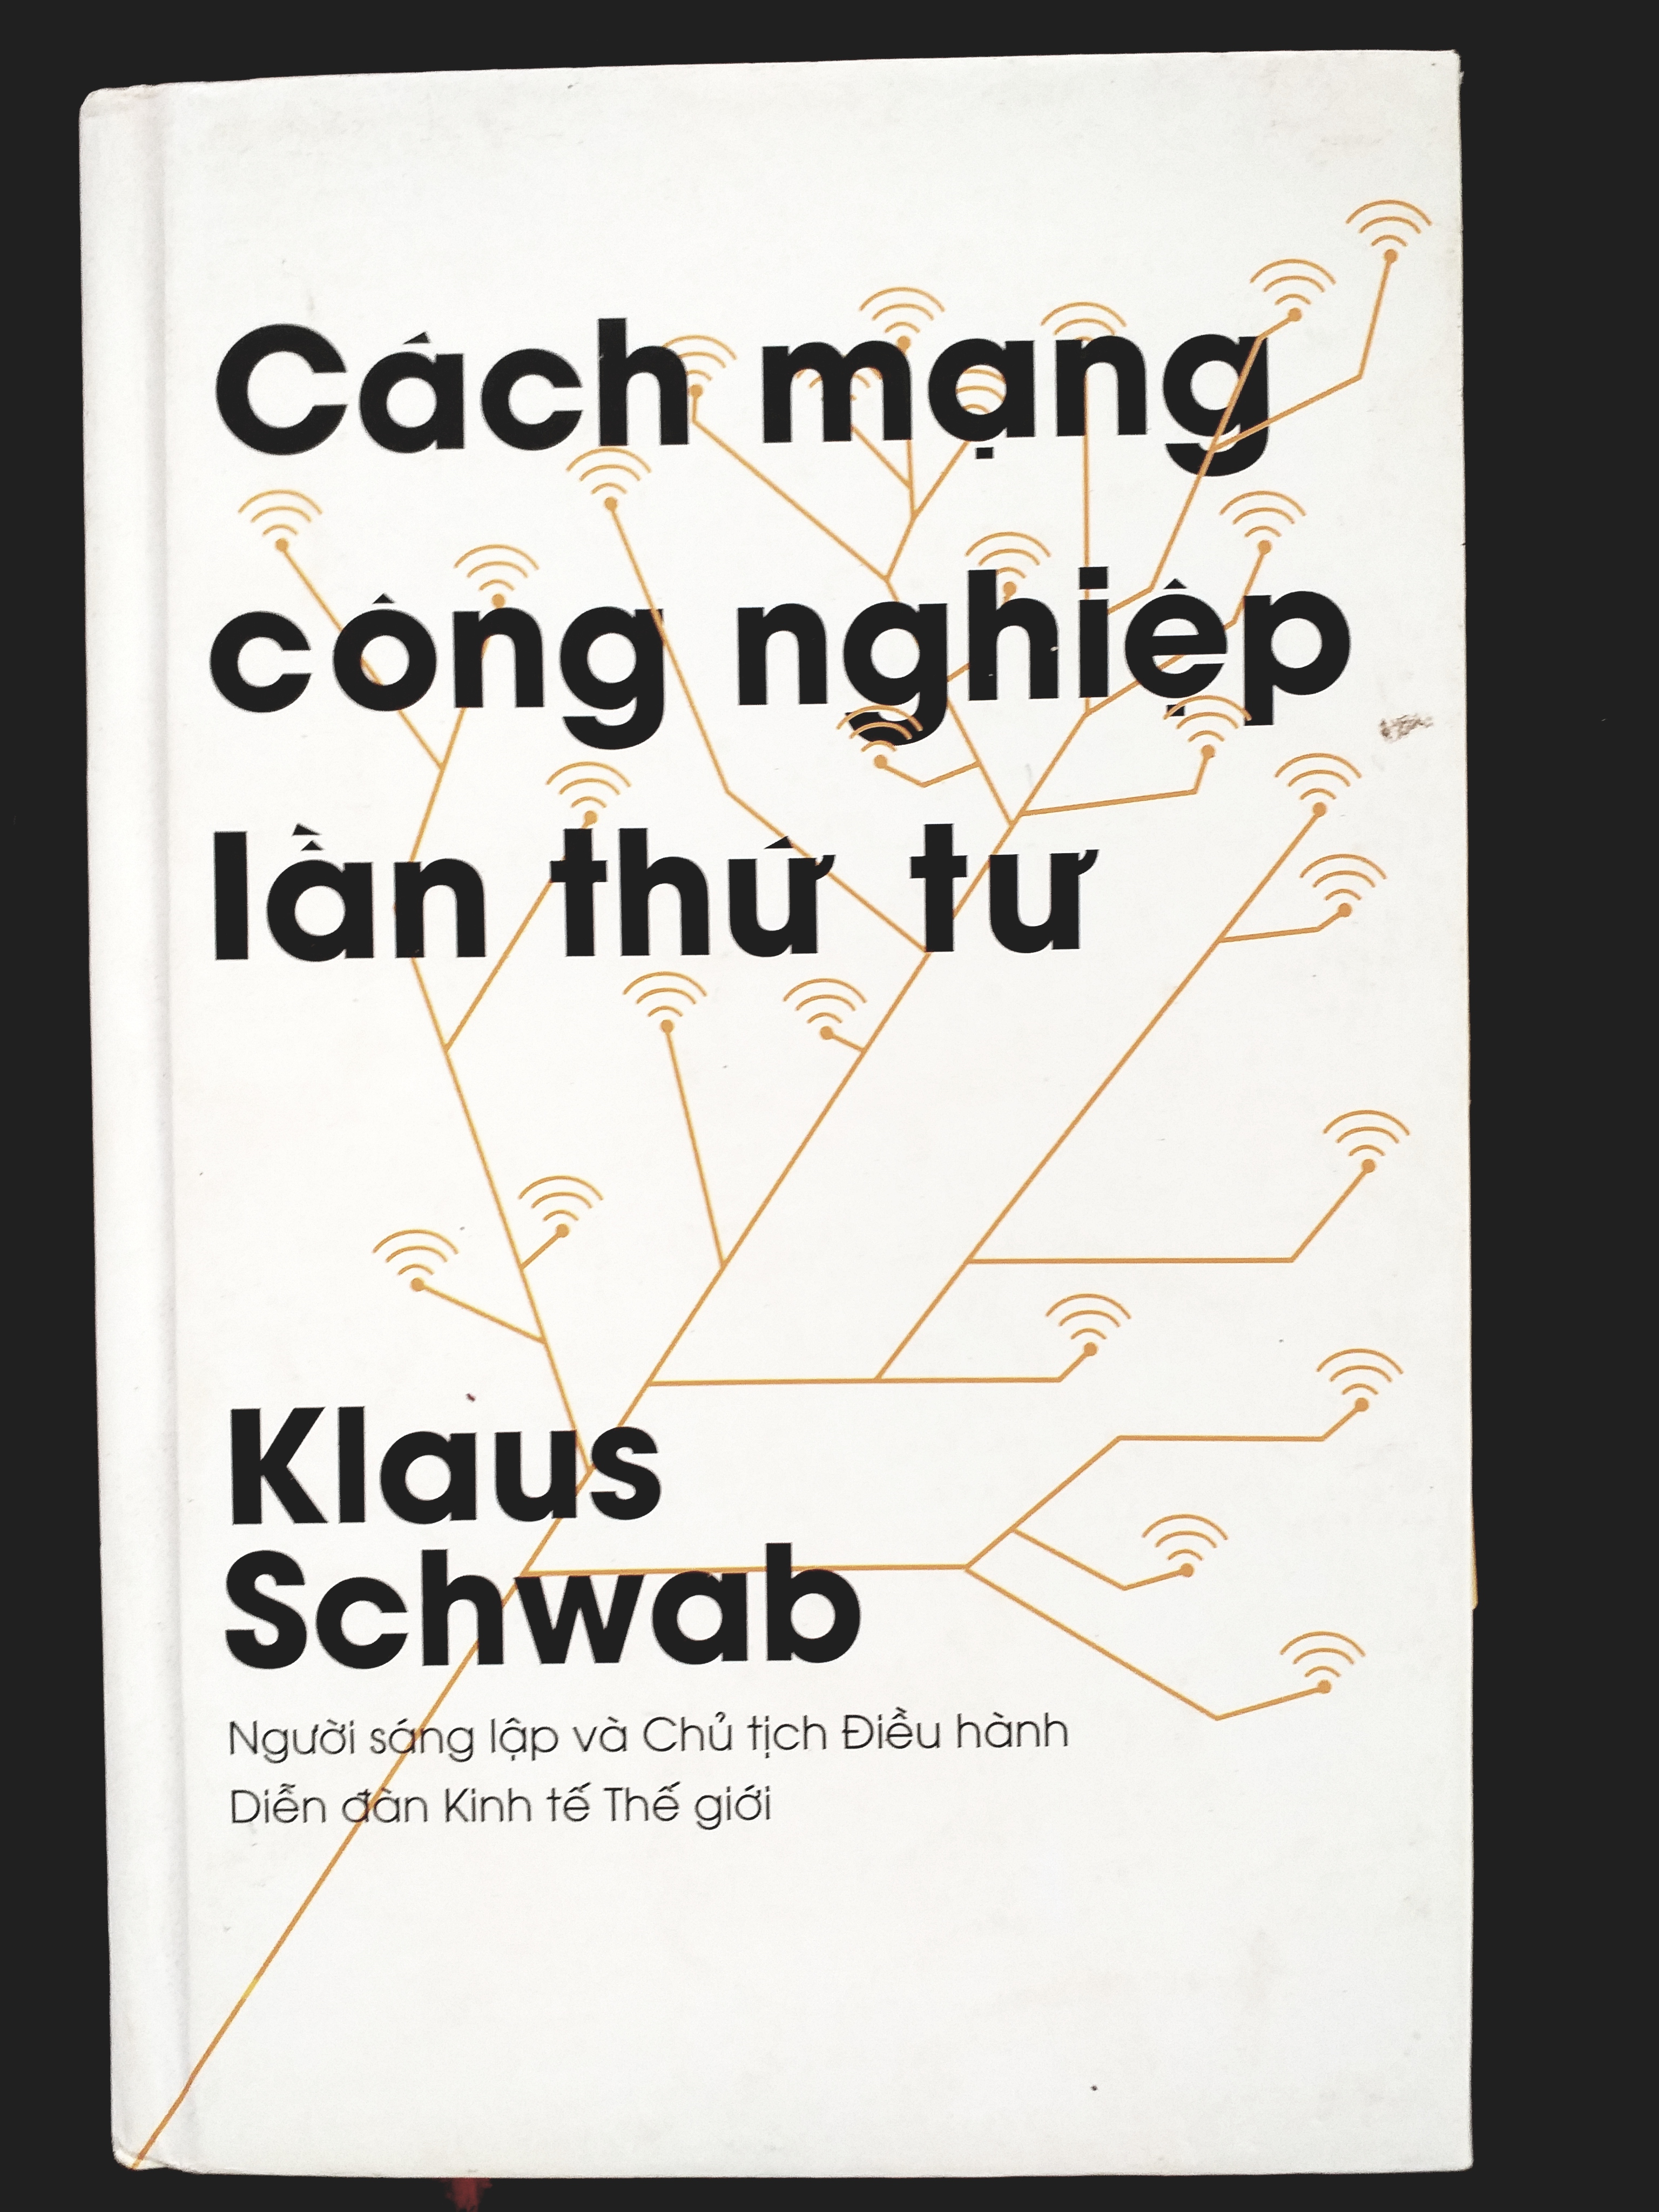 Cách mạng
công nghiệp
lần thứ tư
Klaus
Schwab
Người sáng lập và Chủ tịch Điều hành
Diễn đàn Kinh tế Thế giới